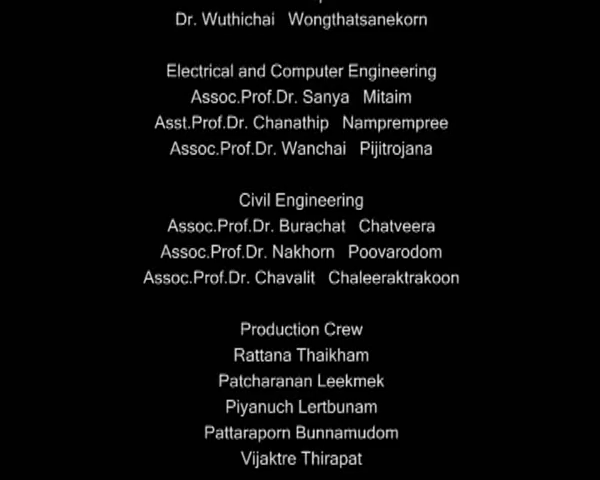 Dr. Wuthichai Wongthatsanekorn
Electrical and Computer Engineering
Assoc.Prof.Dr. Sanya Mitaim
Asst.Prof.Dr. Chanathip Namprempree
Assoc.Prof.Dr. Wanchai Pijitrojana
Civil Engineering
Assoc.Prof.Dr. Burachat Chatveera
Assoc.Prof.Dr. Nakhorn Poovarodom
Assoc.Prof.Dr. Chavalit Chaleeraktrakoon
Production Crew
Rattana Thaikham
Patcharanan Leekmek
Piyanuch Lertbunam
Pattaraporn Bunnamudom
Vijaktre Thirapat